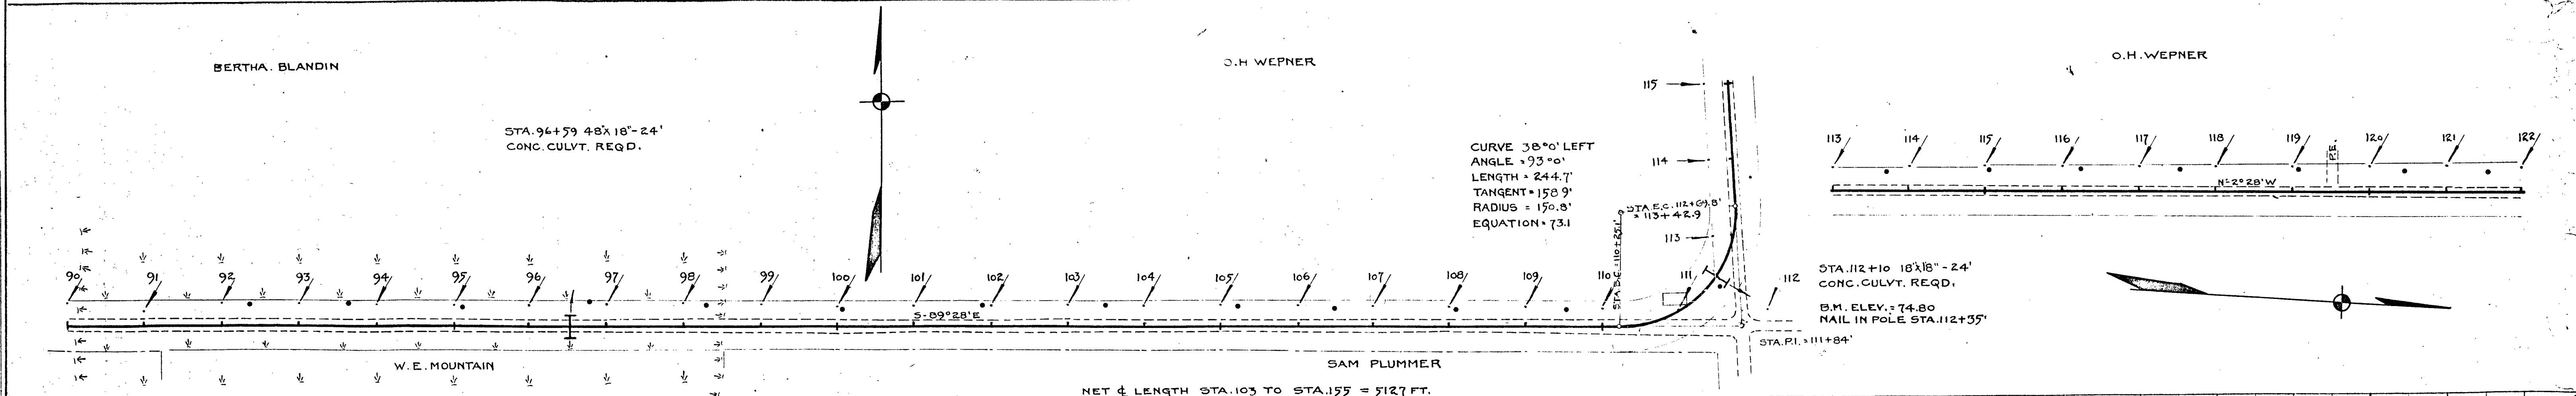 BERTHA. BLANDIN
O.H WEPNER
O.H. WEPNER
STA. 96+59 48"X 18"-24'
CONC. CULVT. REQD.
CURVE 38°0' LEFT
ANGLE = 93°0'
LENGTH = 244.7'
TANGENT = 158 9'
RADIUS = 150.8'
EQUATION = 73.1
115
114
113
STA. E.C. 112+69.8'
= 113+42.9
STA. B.C. = 110+25.1'
113 114 115 116 117 118 119 120 121 122
P.E.
N-2°28'W
90 91 92 93 94 95 96 97 98 99 100 101 102 103 104 105 106 107 108 109 110 111 112
S-89°28'E
STA. 112+10 18"X18"-24'
CONC. CULVT. REQD.
B.M. ELEV. = 74.80
NAIL IN POLE STA. 112+35'
STA. P.I. = 111+84'
W. E. MOUNTAIN
SAM PLUMMER
NET ℄ LENGTH STA. 103 TO STA. 155 = 5127 FT.